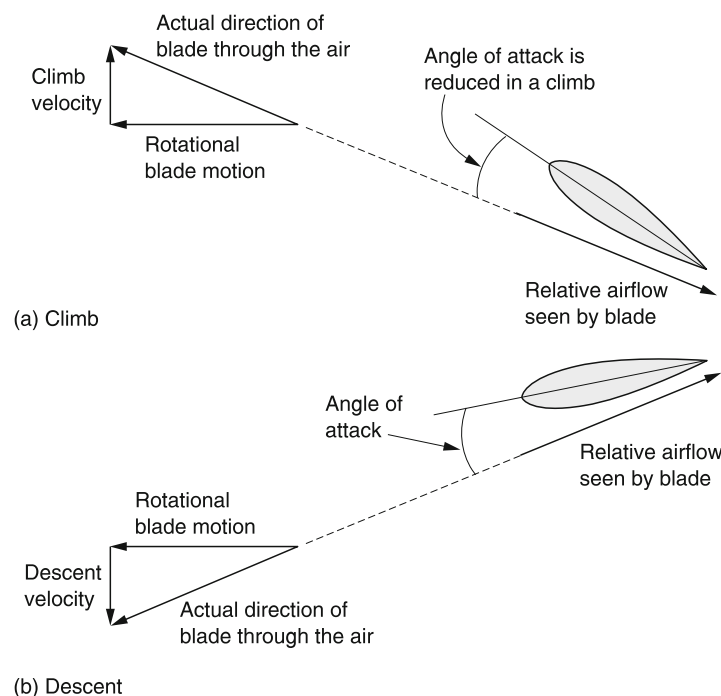 Actual direction of
blade through the air
Climb
velocity
Rotational
blade motion
Angle of attack is
reduced in a climb
Relative airflow
seen by blade
(a) Climb
Angle of
attack
Relative airflow
seen by blade
Rotational
blade motion
Descent
velocity
Actual direction of
blade through the air
(b) Descent